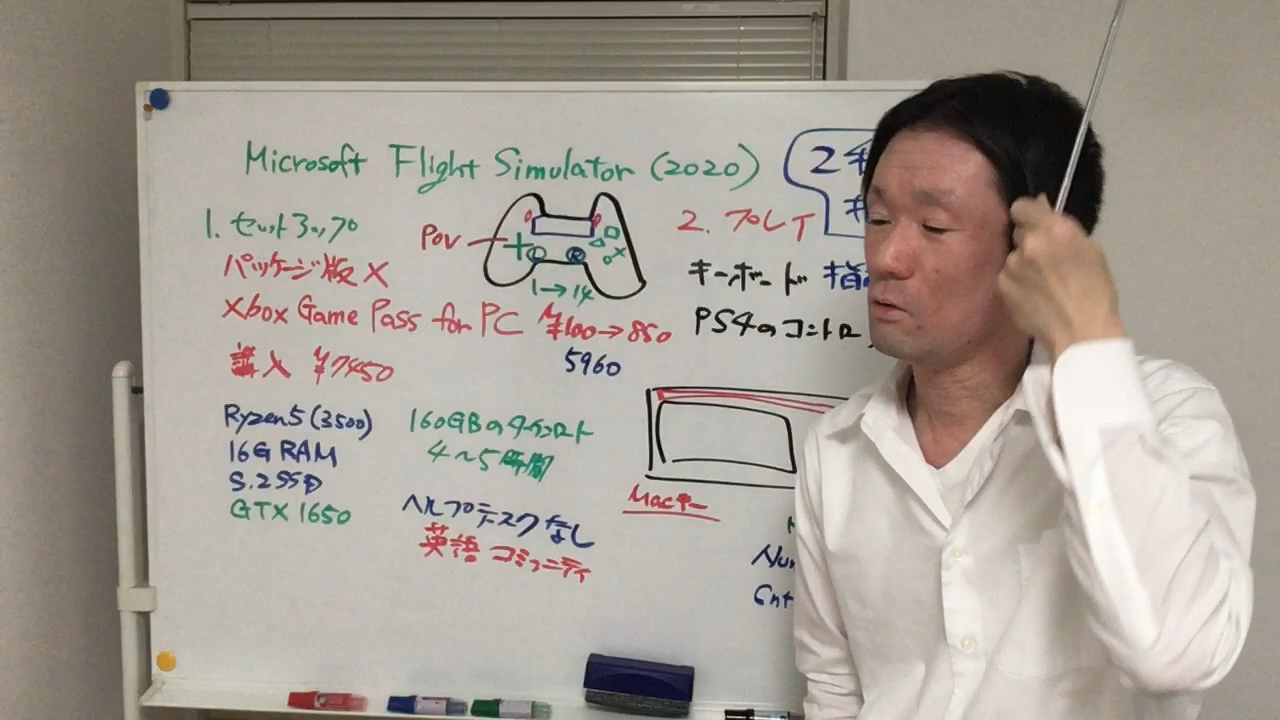 Microsoft Flight Simulator (2020)
1. セットアップ
パッケージ版 X
Xbox Game Pass for PC ¥100→850
購入 ¥7450
5960
Ryzen5 (3500)
16G RAM
S.2SSD
GTX 1650
160GBのダウンロード
4〜5時間
ヘルプデスクなし
英語 コミュニティ
POV
1→14
2. プレイ
キーボード
PS4のコントロ
Macキー